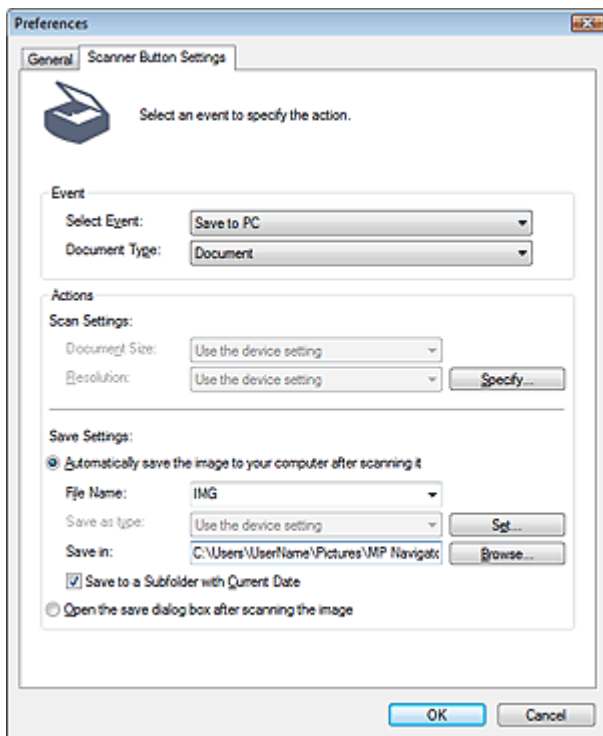 Preferences
General Scanner Button Settings
Select an event to specify the action.
Event
Select Event: Save to PC
Document Type: Document
Actions
Scan Settings:
Document Size: Use the device setting
Resolution: Use the device setting Specify...
Save Settings:
Automatically save the image to your computer after scanning it
File Name: IMG
Save as type: Use the device setting Set...
Save in: C:\Users\UserName\Pictures\MP Navigato Browse...
Save to a Subfolder with Current Date
Open the save dialog box after scanning the image
OK Cancel